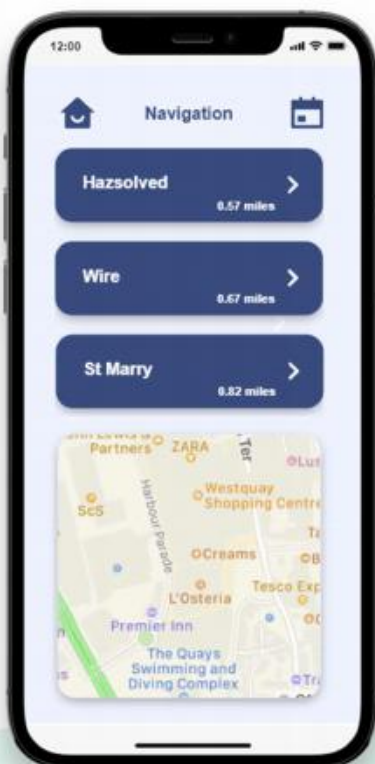 12:00
Navigation
Hazsolved
0.57 miles
Wire
0.67 miles
St Marry
0.82 miles
Partners
ZARA
Ter
Westquay
Shopping Centre
ScS
Harbour Parade
Creams
L'Osteria
Tesco
Premier Inn
The Quays
Swimming and
Diving Complex